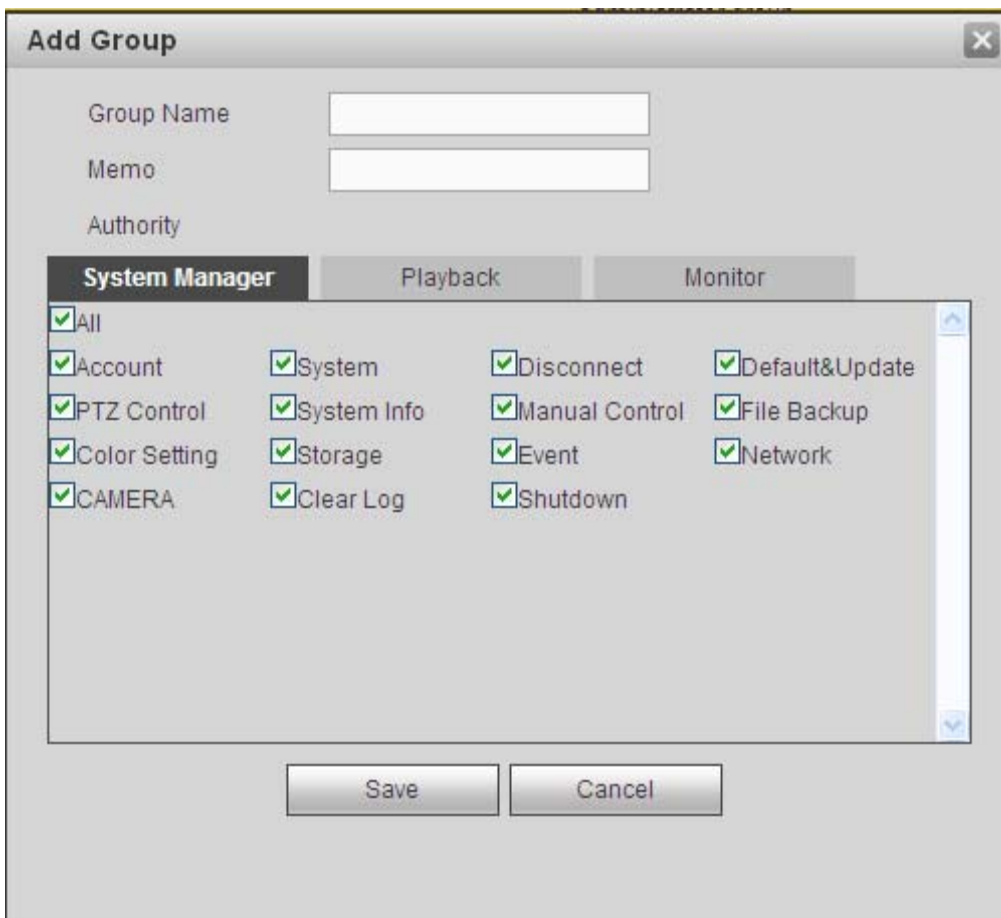 Add Group
Group Name
Memo
Authority
System Manager Playback Monitor
All
Account System Disconnect Default&Update
PTZ Control System Info Manual Control File Backup
Color Setting Storage Event Network
CAMERA Clear Log Shutdown
Save Cancel